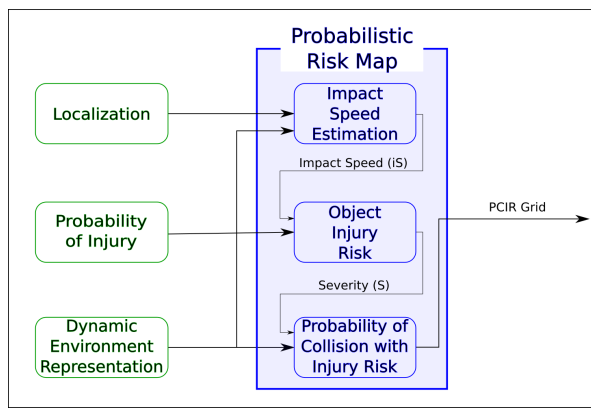 Probabilistic
Risk Map
Localization
Impact
Speed
Estimation
Impact Speed (iS)
Probability
of Injury
Object
Injury
Risk
PCIR Grid
Severity (S)
Dynamic
Environment
Representation
Probability of
Collision with
Injury Risk